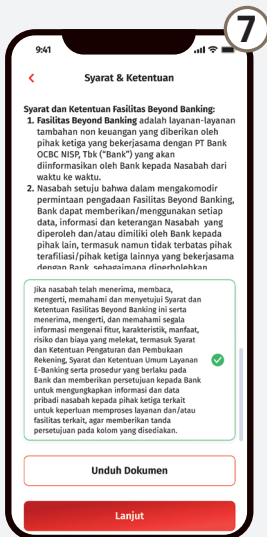 7
9:41
Syarat & Ketentuan
Syarat dan Ketentuan Fasilitas Beyond Banking:
1. Fasilitas Beyond Banking adalah layanan-layanan
tambahan non keuangan yang diberikan oleh
pihak ketiga yang bekerjasama dengan PT Bank
OCBC NISP, Tbk ("Bank") yang akan
diinformasikan oleh Bank kepada Nasabah dari
waktu ke waktu.
2. Nasabah setuju bahwa dalam mengakomodir
permintaan pengadaan Fasilitas Beyond Banking,
Bank dapat memberikan/menggunakan setiap
data, informasi dan keterangan Nasabah yang
diperoleh dan/atau dimiliki oleh Bank kepada
pihak lain, termasuk namun tidak terbatas pihak
terafiliasi/pihak ketiga lainnya yang bekerjasama
dengan Bank, sebagaimana diperbolehkan
Jika nasabah telah menerima, membaca,
mengerti, memahami dan menyetujui Syarat dan
Ketentuan Fasilitas Beyond Banking ini serta
menerima, mengerti, dan memahami segala
informasi mengenai fitur, karakteristik, manfaat,
risiko dan biaya yang melekat, termasuk Syarat
dan Ketentuan Pengaturan dan Pembukaan
Rekening, Syarat dan Ketentuan Umum Layanan
E-Banking serta prosedur yang berlaku pada
Bank dan memberikan persetujuan kepada Bank
untuk mengungkapkan informasi dan data
pribadi nasabah kepada pihak ketiga terkait
untuk keperluan memproses layanan dan/atau
fasilitas terkait, agar memberikan tanda
persetujuan pada kolom yang disediakan.
Unduh Dokumen
Lanjut